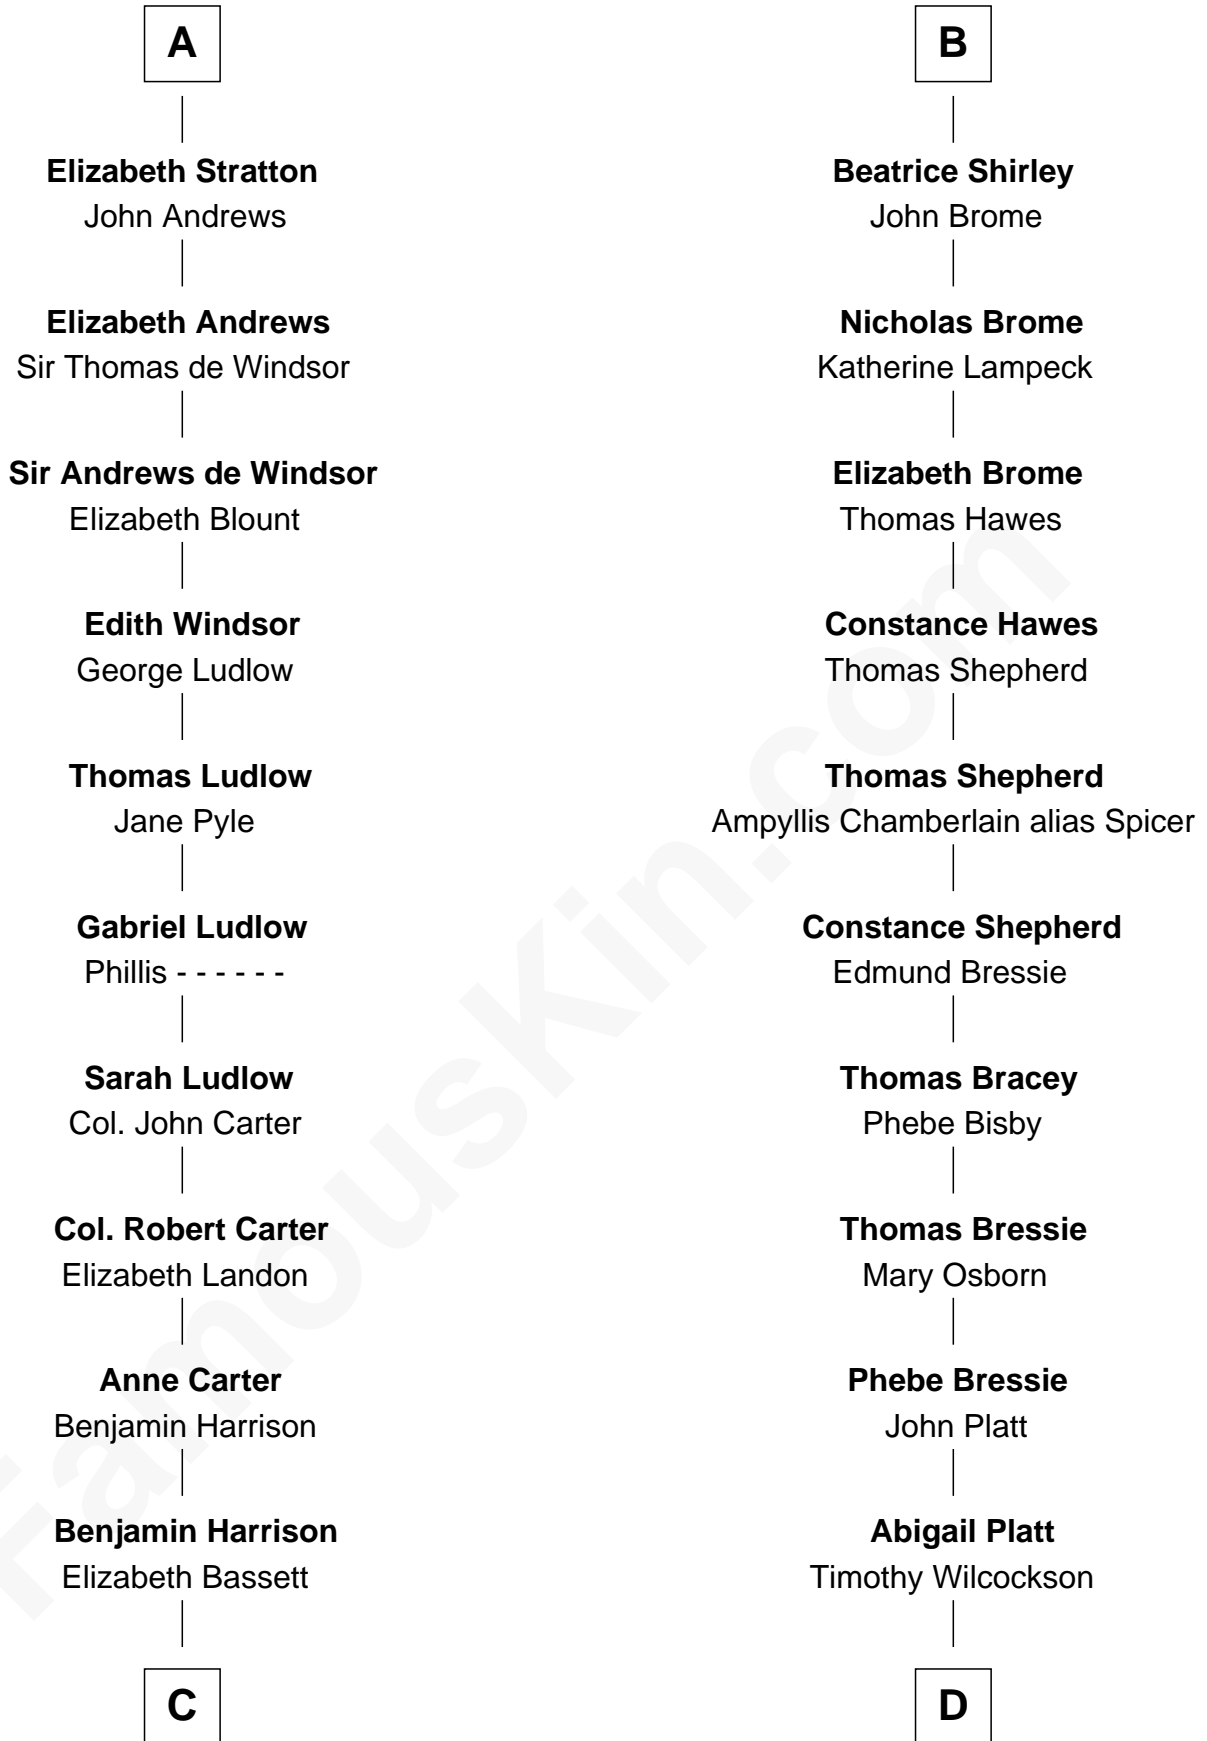 A
Elizabeth Stratton
John Andrews
Elizabeth Andrews
Sir Thomas de Windsor
Sir Andrews de Windsor
Elizabeth Blount
Edith Windsor
George Ludlow
Thomas Ludlow
Jane Pyle
Gabriel Ludlow
Phillis - - - - - -
Sarah Ludlow
Col. John Carter
Col. Robert Carter
Elizabeth Landon
Anne Carter
Benjamin Harrison
Benjamin Harrison
Elizabeth Bassett
C
B
Beatrice Shirley
John Brome
Nicholas Brome
Katherine Lampeck
Elizabeth Brome
Thomas Hawes
Constance Hawes
Thomas Shepherd
Thomas Shepherd
Ampyllis Chamberlain alias Spicer
Constance Shepherd
Edmund Bressie
Thomas Bracey
Phebe Bisby
Thomas Bressie
Mary Osborn
Phebe Bressie
John Platt
Abigail Platt
Timothy Wilcockson
D
FamousKin.com